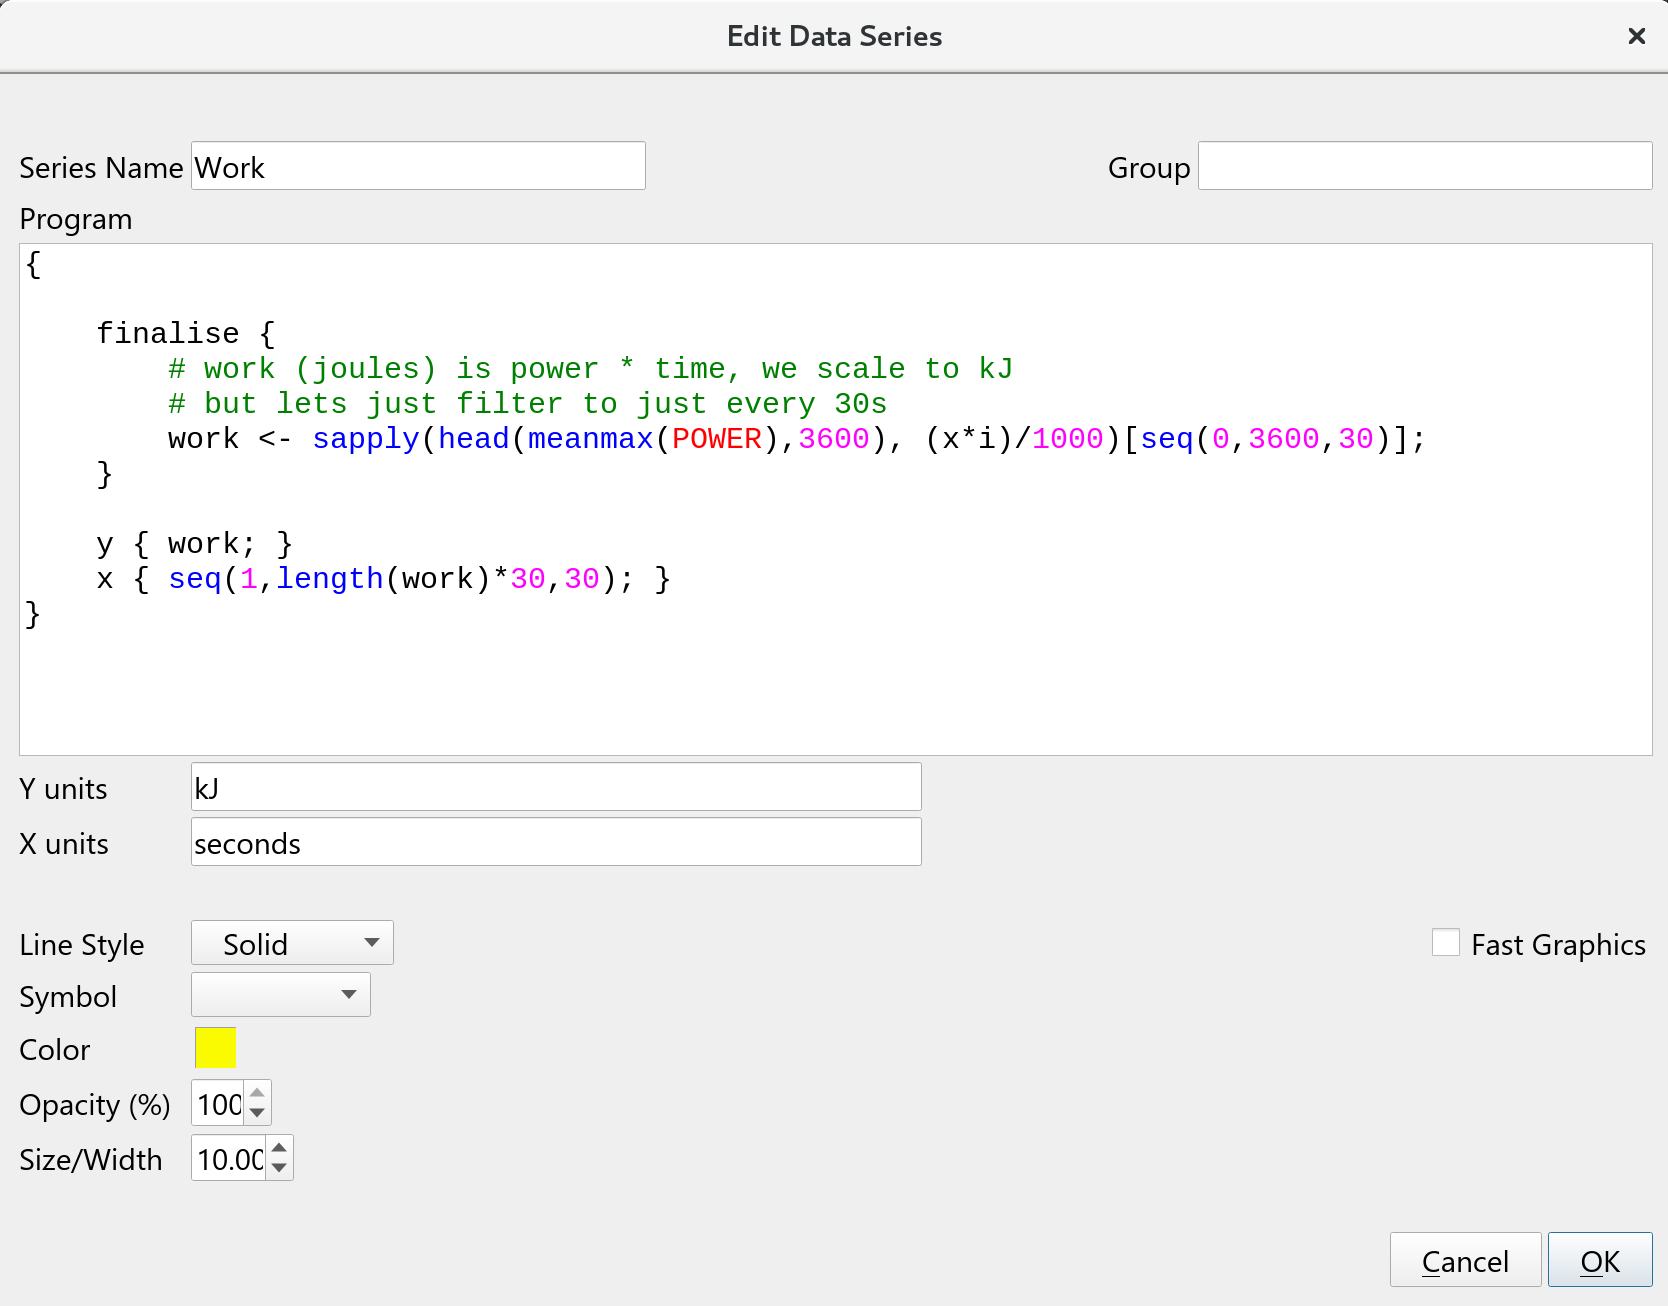 Edit Data Series
Series Name Work Group
Program
{
finalise {
# work (joules) is power * time, we scale to kJ
# but lets just filter to just every 30s
work <- sapply(head(meanmax(POWER),3600), (x*i)/1000)[seq(0,3600,30)];
}
y { work; }
x { seq(1,length(work)*30,30); }
}
Y units kJ
X units seconds
Line Style Solid Fast Graphics
Symbol
Color
Opacity (%) 100
Size/Width 10.00
Cancel OK